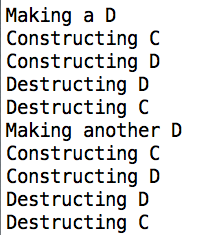 Making a D
Constructing C
Constructing D
Destructing D
Destructing C
Making another D
Constructing C
Constructing D
Destructing D
Destructing C